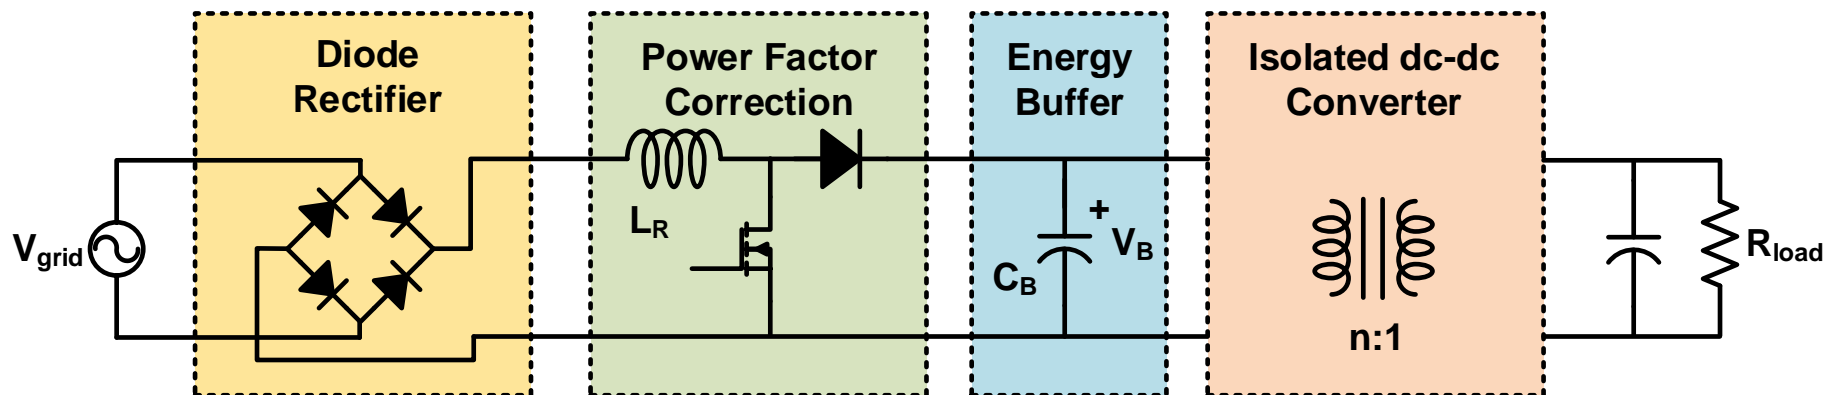 Diode
Rectifier
Power Factor
Correction
Energy
Buffer
Isolated dc-dc
Converter
V_grid
L_R
+
V_B
C_B
n:1
R_load